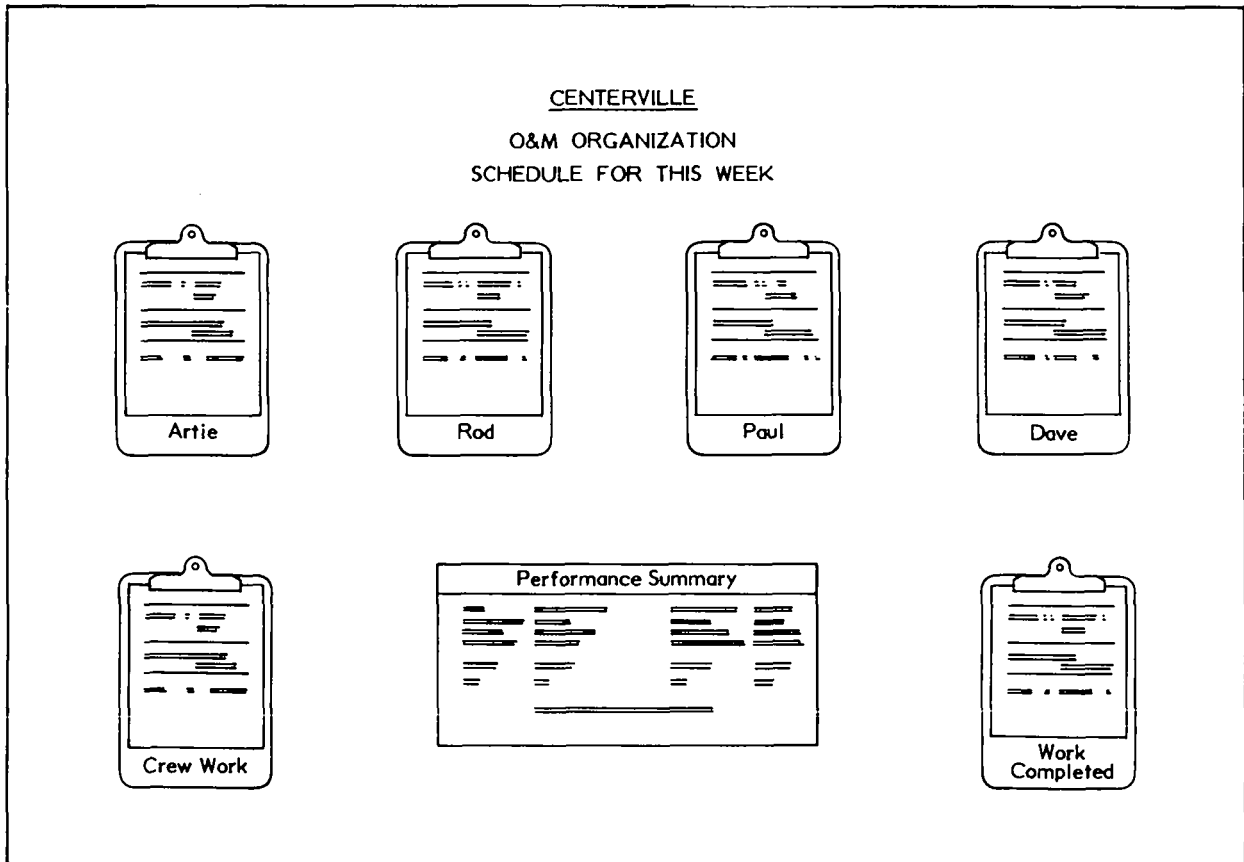 CENTERVILLE
O&M ORGANIZATION
SCHEDULE FOR THIS WEEK
Artie
Rod
Paul
Dave
Performance Summary
Crew Work
Work
Completed